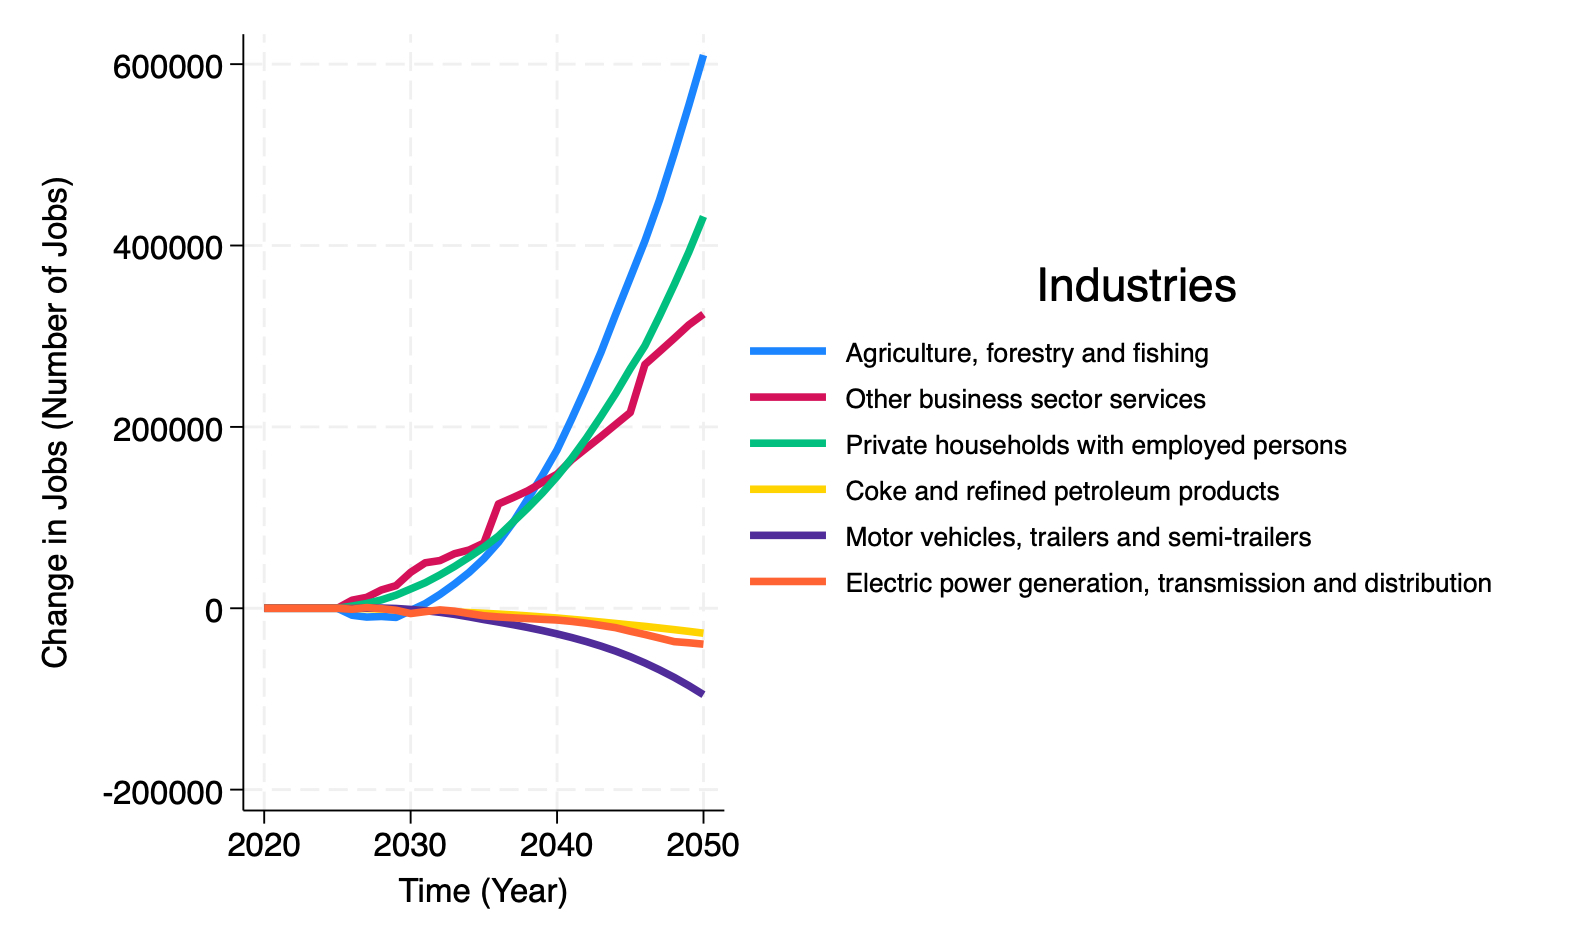 Change in Jobs (Number of Jobs)
600000
400000
200000
0
-200000
2020 2030 2040 2050
Time (Year)
Industries
Agriculture, forestry and fishing
Other business sector services
Private households with employed persons
Coke and refined petroleum products
Motor vehicles, trailers and semi-trailers
Electric power generation, transmission and distribution